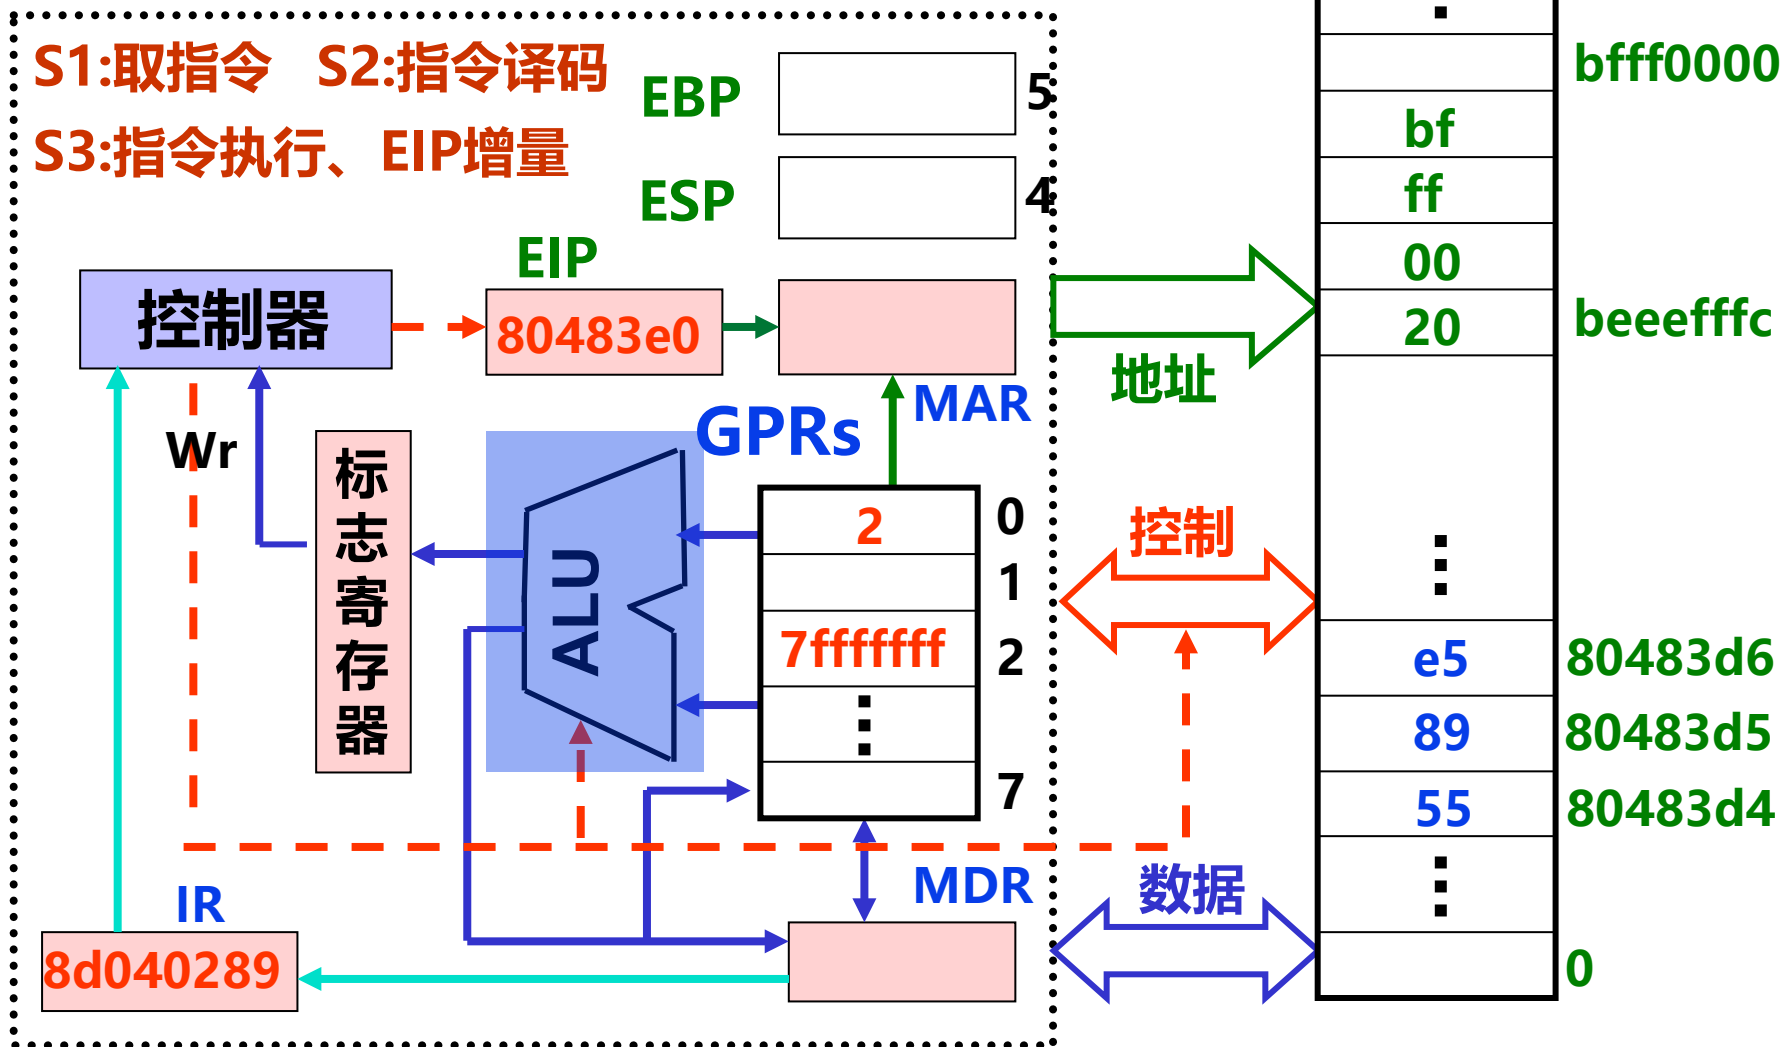 S1:取指令 S2:指令译码
S3:指令执行、EIP增量
EBP
5
ESP
4
EIP
控制器
80483e0
MAR
GPRs
Wr
标志寄存器
ALU
2
0
1
7fffffff
2
7
MDR
IR
8d040289
地址
控制
数据
bfff0000
bf
ff
00
20
beeefffc
e5
80483d6
89
80483d5
55
80483d4
0